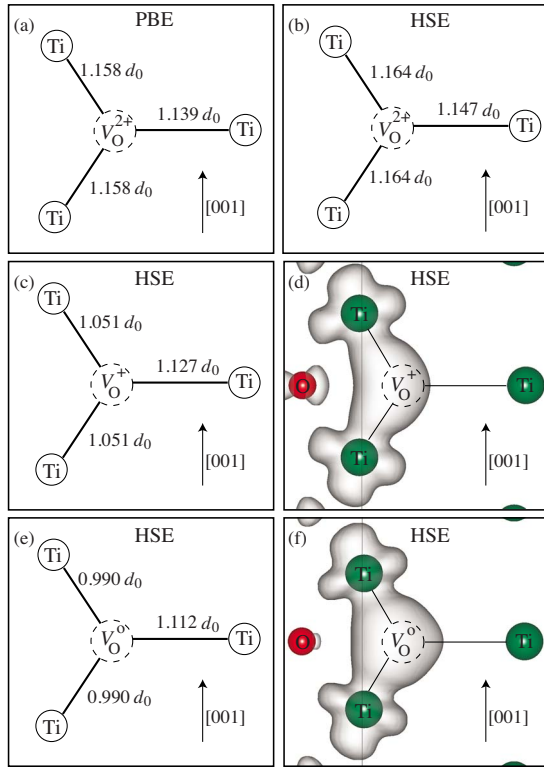 (a) PBE
Ti
1.158 d₀
V_O^2+
1.139 d₀
Ti
1.158 d₀
Ti
[001]
(b) HSE
Ti
1.164 d₀
V_O^2+
1.147 d₀
Ti
1.164 d₀
Ti
[001]
(c) HSE
Ti
1.051 d₀
V_O^+
1.127 d₀
Ti
1.051 d₀
Ti
[001]
(d) HSE
Ti
O
V_O^+
Ti
Ti
[001]
(e) HSE
Ti
0.990 d₀
V_O^o
1.112 d₀
Ti
0.990 d₀
Ti
[001]
(f) HSE
Ti
O
V_O^o
Ti
Ti
[001]